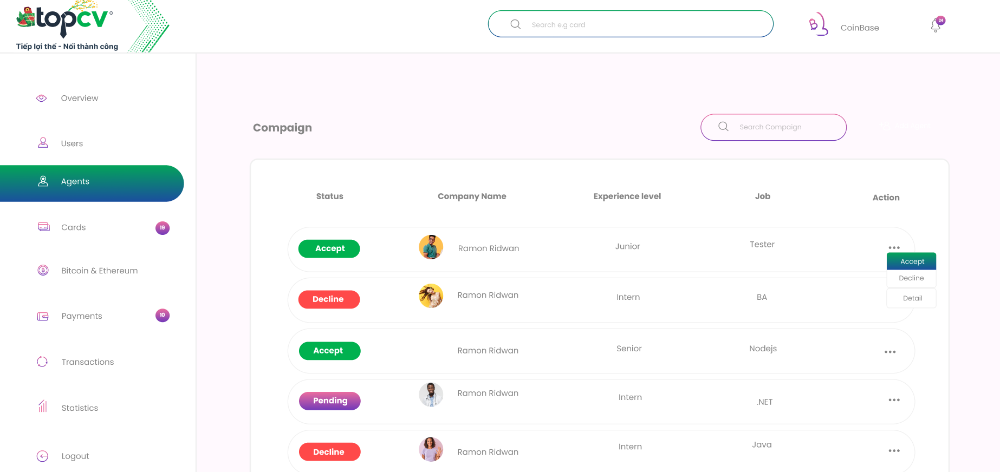 topcv
Tiếp lợi thế - Nối thành công
Search e.g card
CoinBase
24
Overview
Users
Agents
Cards
19
Bitcoin & Ethereum
Payments
10
Transactions
Statistics
Logout
Compaign
Search Compaign
Status Company Name Experience level Job Action
Accept Ramon Ridwan Junior Tester
Accept
Decline
Detail
Decline Ramon Ridwan Intern BA
Accept Ramon Ridwan Senior Nodejs
Pending Ramon Ridwan Intern .NET
Decline Ramon Ridwan Intern Java